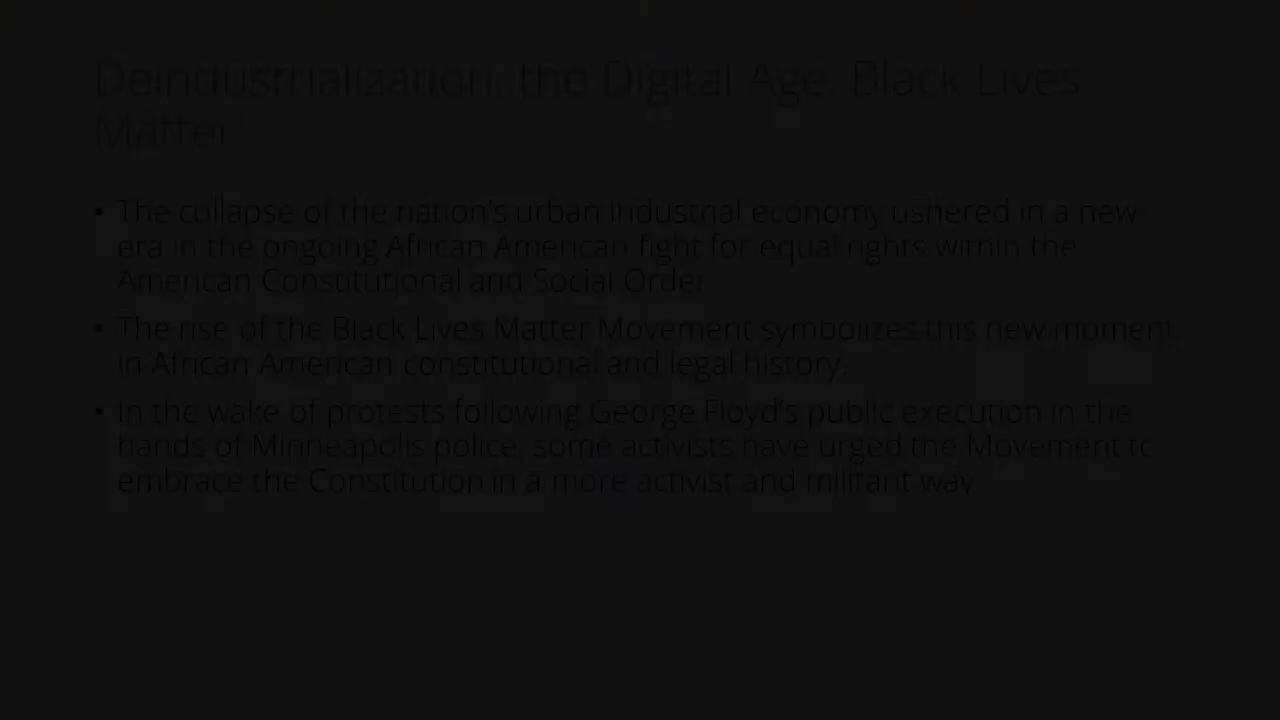 Deindustrialization, the Digital Age, Black Lives
Matter
• The collapse of the nation's urban industrial economy ushered in a new
era in the ongoing African American fight for equal rights within the
American Constitutional and Social Order.
• The rise of the Black Lives Matter Movement symbolizes this new moment
in African American constitutional and legal history.
• In the wake of protests following George Floyd's public execution in the
hands of Minneapolis police, some activists have urged the Movement to
embrace the Constitution in a more activist and militant way.